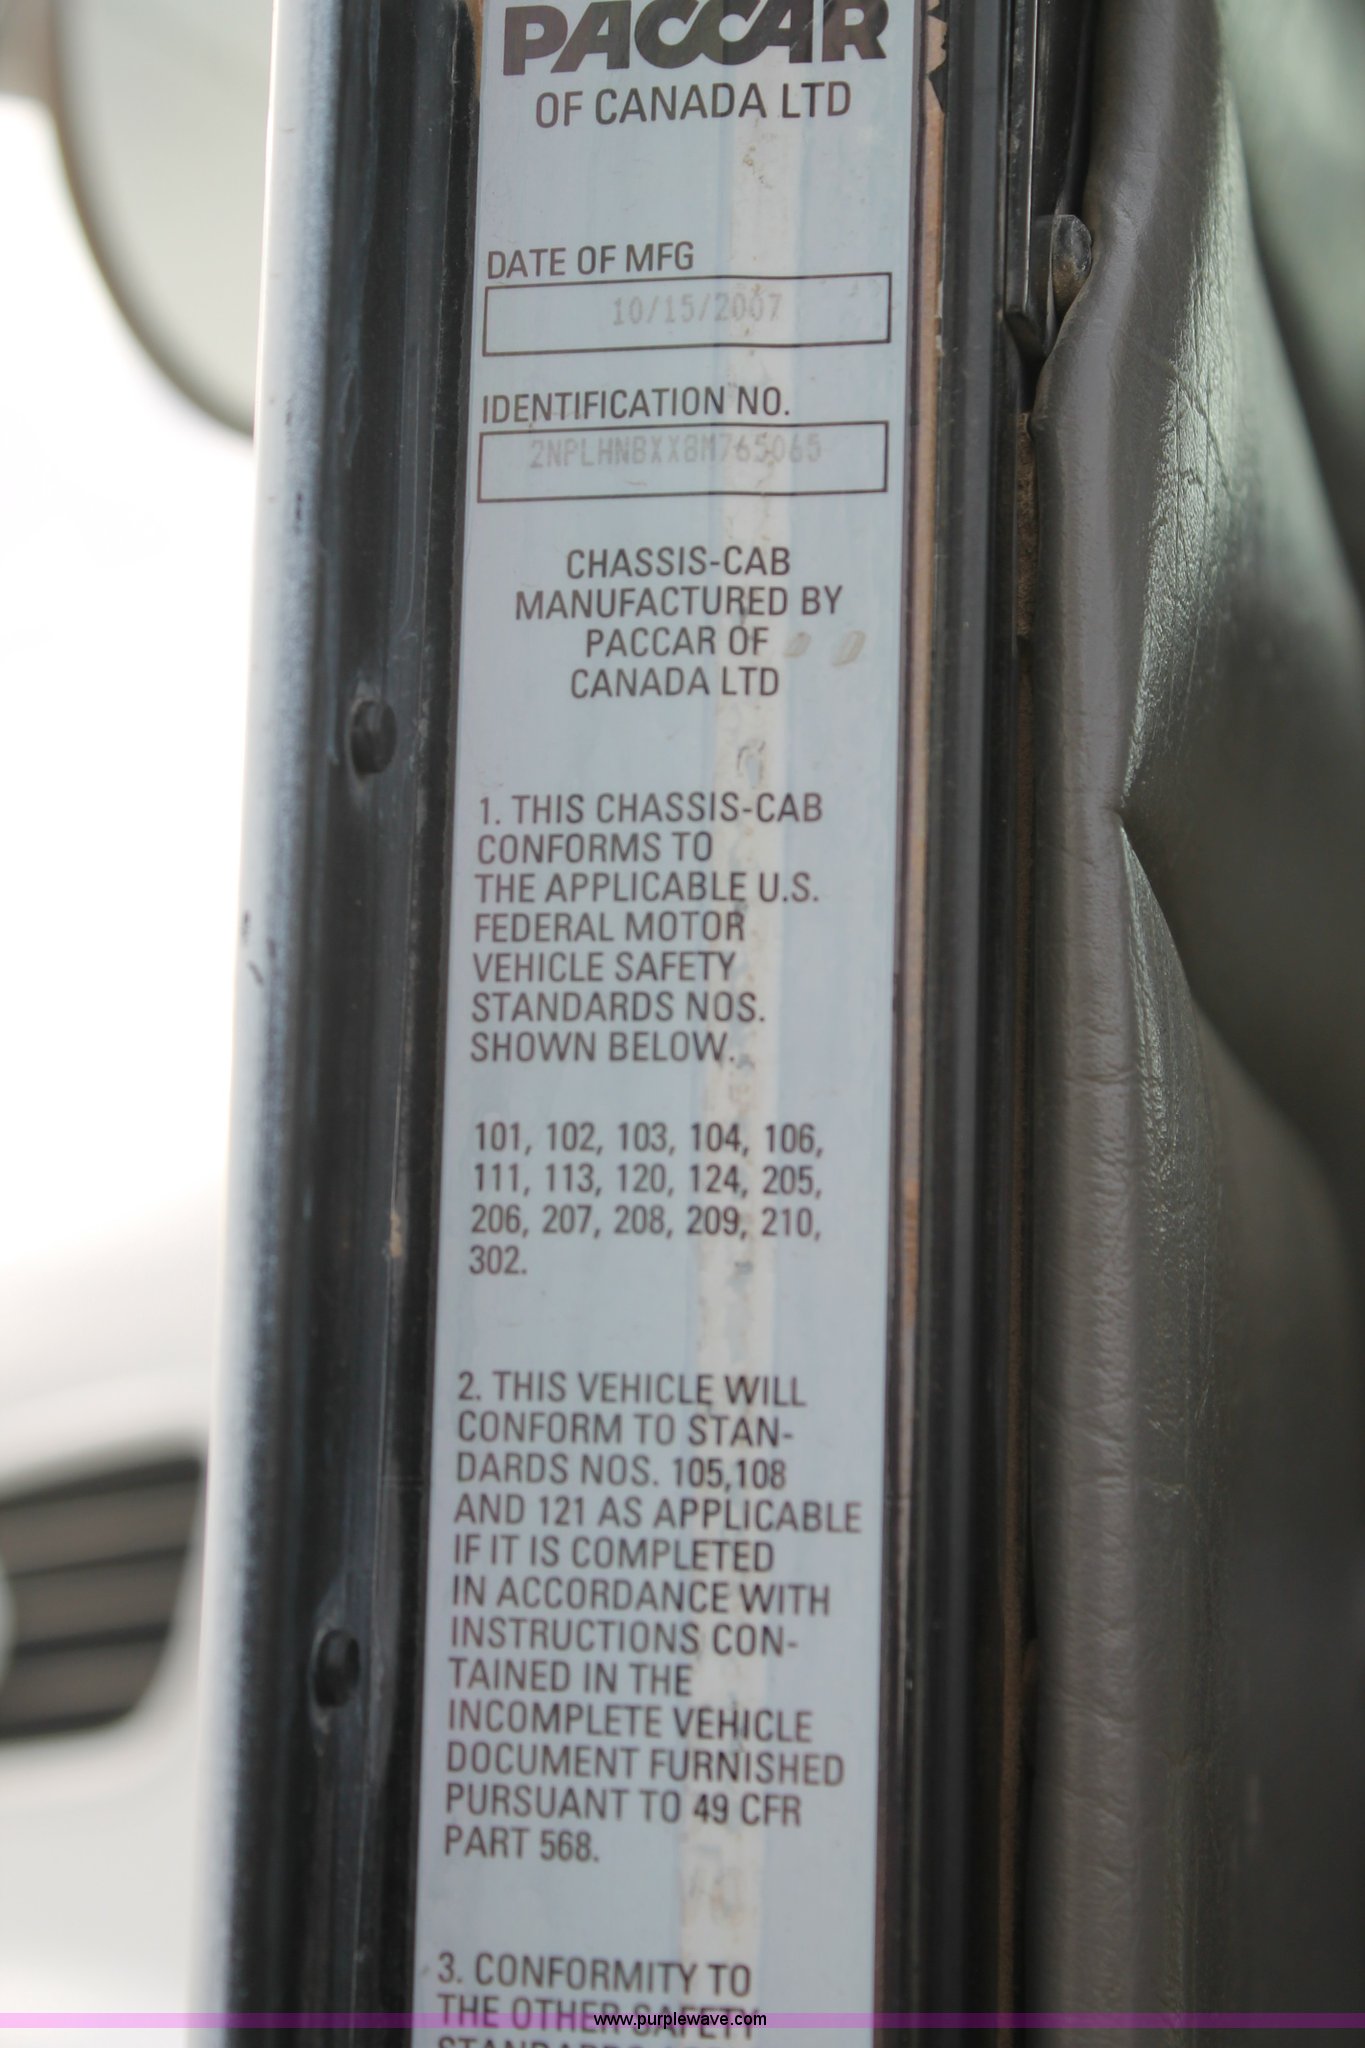 PACCAR
OF CANADA LTD
DATE OF MFG
10/15/2007
IDENTIFICATION NO.
2NPLHNBXX8M765065
CHASSIS-CAB
MANUFACTURED BY
PACCAR OF
CANADA LTD
1. THIS CHASSIS-CAB
CONFORMS TO
THE APPLICABLE U.S.
FEDERAL MOTOR
VEHICLE SAFETY
STANDARDS NOS.
SHOWN BELOW.
101, 102, 103, 104, 106,
111, 113, 120, 124, 205,
206, 207, 208, 209, 210,
302.
2. THIS VEHICLE WILL
CONFORM TO STAN-
DARDS NOS. 105,108
AND 121 AS APPLICABLE
IF IT IS COMPLETED
IN ACCORDANCE WITH
INSTRUCTIONS CON-
TAINED IN THE
INCOMPLETE VEHICLE
DOCUMENT FURNISHED
PURSUANT TO 49 CFR
PART 568.
3. CONFORMITY TO
THE OTHER SAFETY
www.purplewave.com